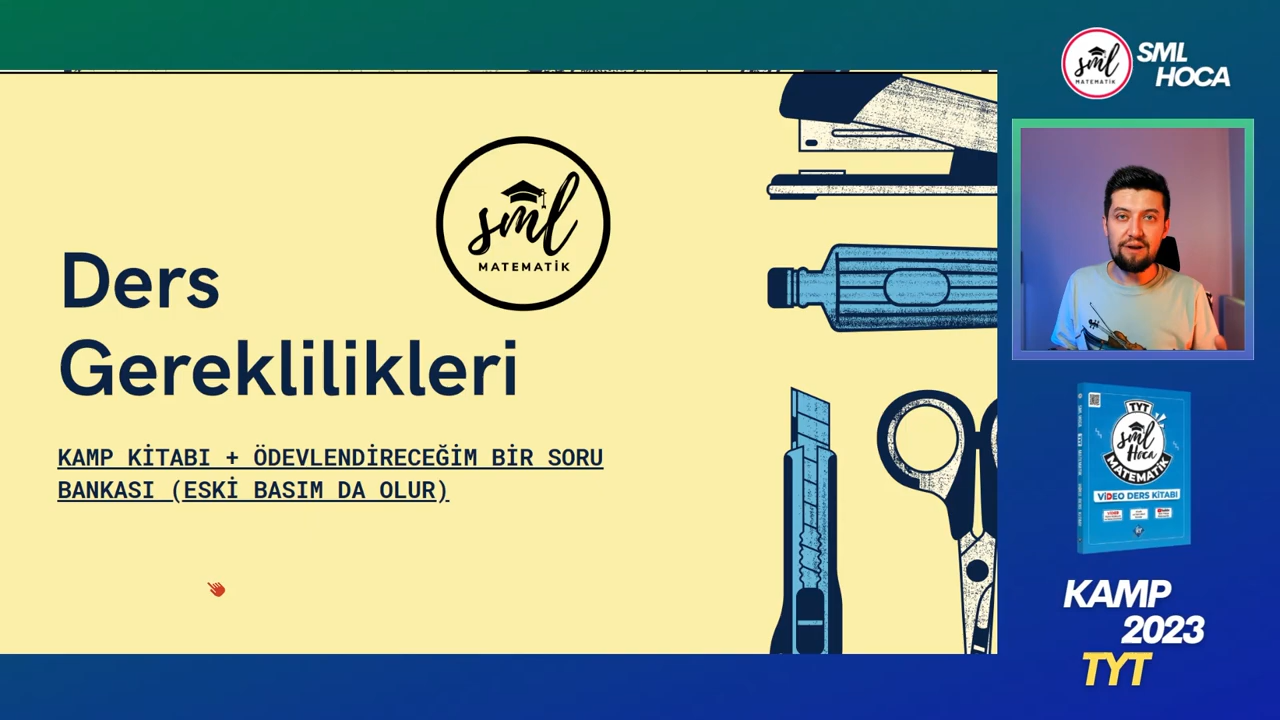 sml
MATEMATİK
Ders
Gereklilikleri
KAMP KİTABI + ÖDEVLENDİRECEĞİM BİR SORU
BANKASI (ESKİ BASIM DA OLUR)
sml
MATEMATİK
SML
HOCA
TYT
sml
Hoca
MATEMATİK
VİDEO DERS KİTABI
KAMP
2023
TYT